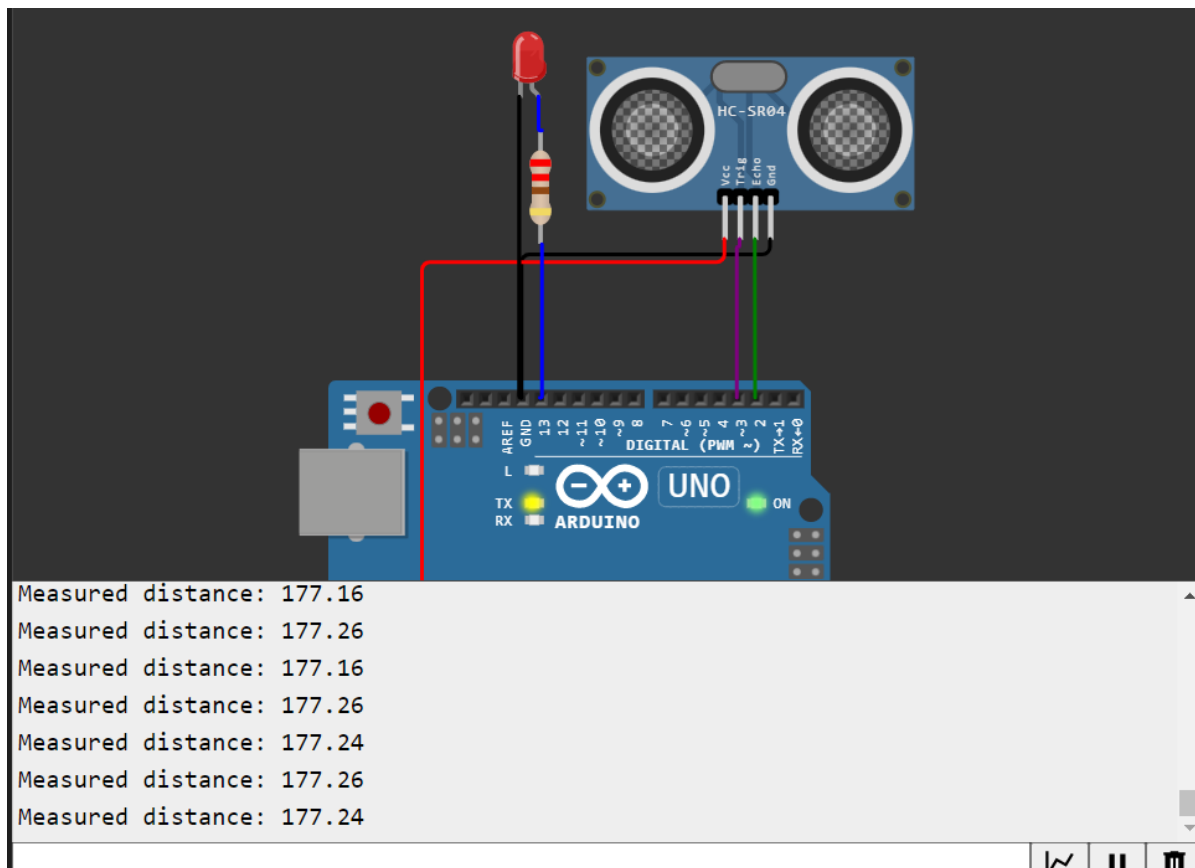 HC-SR04
Vcc
Trig
Echo
Gnd
AREF
GND
13
12
~11
~10
~9
8
7
~6
~5
4
~3
2
TX→1
RX←0
DIGITAL (PWM ~)
L
TX
RX
UNO
ARDUINO
ON
Measured distance: 177.16
Measured distance: 177.26
Measured distance: 177.16
Measured distance: 177.26
Measured distance: 177.24
Measured distance: 177.26
Measured distance: 177.24